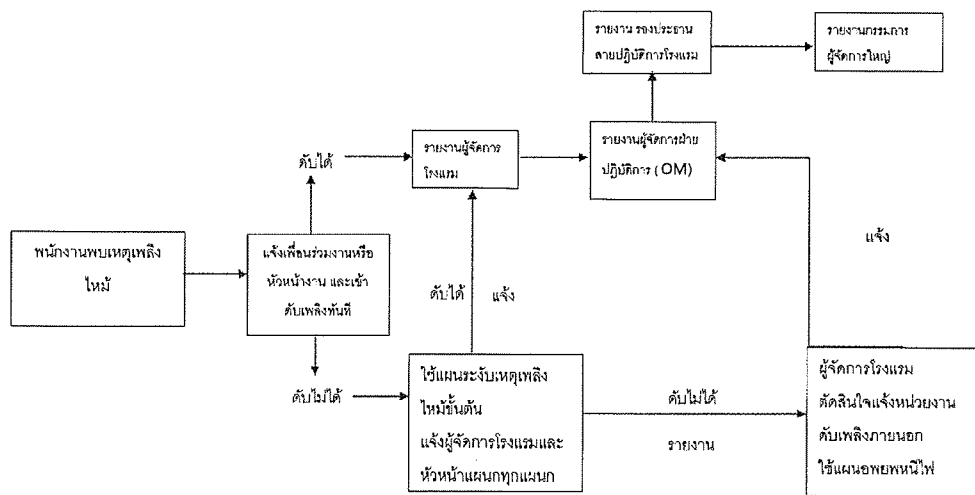 รายงาน รองประธาน
สายปฏิบัติการโรงแรม
รายงานกรรมการ
ผู้จัดการใหญ่
ดับได้
รายงานผู้จัดการ
โรงแรม
รายงานผู้จัดการฝ่าย
ปฏิบัติการ ( OM)
พนักงานพบเหตุเพลิง
ไหม้
แจ้งเพื่อนร่วมงานหรือ
หัวหน้างาน และเข้า
ดับเพลิงทันที
แจ้ง
ดับได้
แจ้ง
ดับไม่ได้
ใช้แผนระงับเหตุเพลิง
ไหม้ขั้นต้น
แจ้งผู้จัดการโรงแรมและ
หัวหน้าแผนกทุกแผนก
ดับไม่ได้
รายงาน
ผู้จัดการโรงแรม
ตัดสินใจแจ้งหน่วยงาน
ดับเพลิงภายนอก
ใช้แผนอพยพหนีไฟ